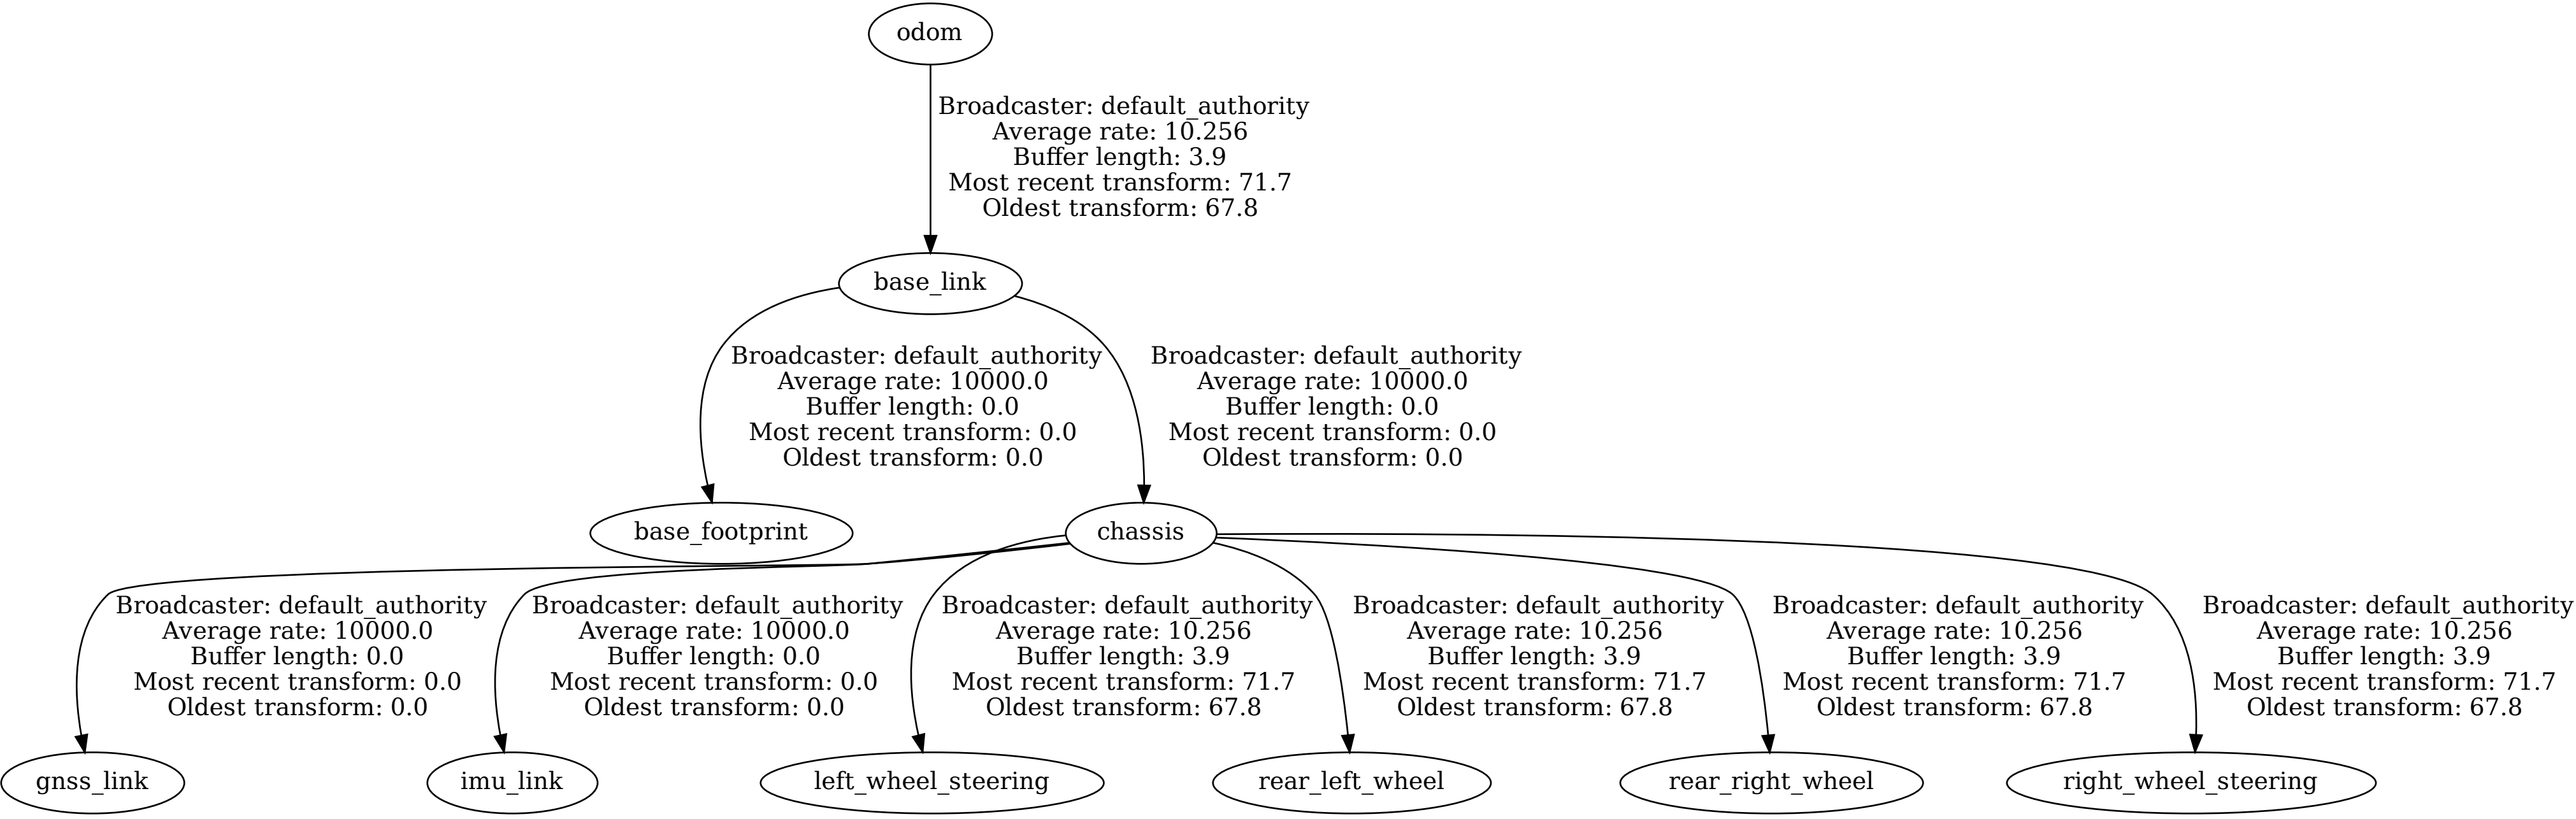 odom
Broadcaster: default_authority
Average rate: 10.256
Buffer length: 3.9
Most recent transform: 71.7
Oldest transform: 67.8
base_link
Broadcaster: default_authority
Average rate: 10000.0
Buffer length: 0.0
Most recent transform: 0.0
Oldest transform: 0.0
Broadcaster: default_authority
Average rate: 10000.0
Buffer length: 0.0
Most recent transform: 0.0
Oldest transform: 0.0
base_footprint
chassis
Broadcaster: default_authority
Average rate: 10000.0
Buffer length: 0.0
Most recent transform: 0.0
Oldest transform: 0.0
Broadcaster: default_authority
Average rate: 10000.0
Buffer length: 0.0
Most recent transform: 0.0
Oldest transform: 0.0
Broadcaster: default_authority
Average rate: 10.256
Buffer length: 3.9
Most recent transform: 71.7
Oldest transform: 67.8
Broadcaster: default_authority
Average rate: 10.256
Buffer length: 3.9
Most recent transform: 71.7
Oldest transform: 67.8
Broadcaster: default_authority
Average rate: 10.256
Buffer length: 3.9
Most recent transform: 71.7
Oldest transform: 67.8
Broadcaster: default_authority
Average rate: 10.256
Buffer length: 3.9
Most recent transform: 71.7
Oldest transform: 67.8
gnss_link
imu_link
left_wheel_steering
rear_left_wheel
rear_right_wheel
right_wheel_steering